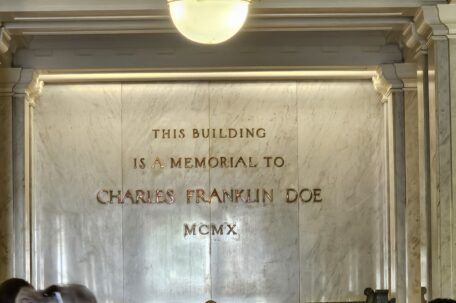 THIS BUILDING
IS A MEMORIAL TO
CHARLES FRANKLIN DOE
MCMX